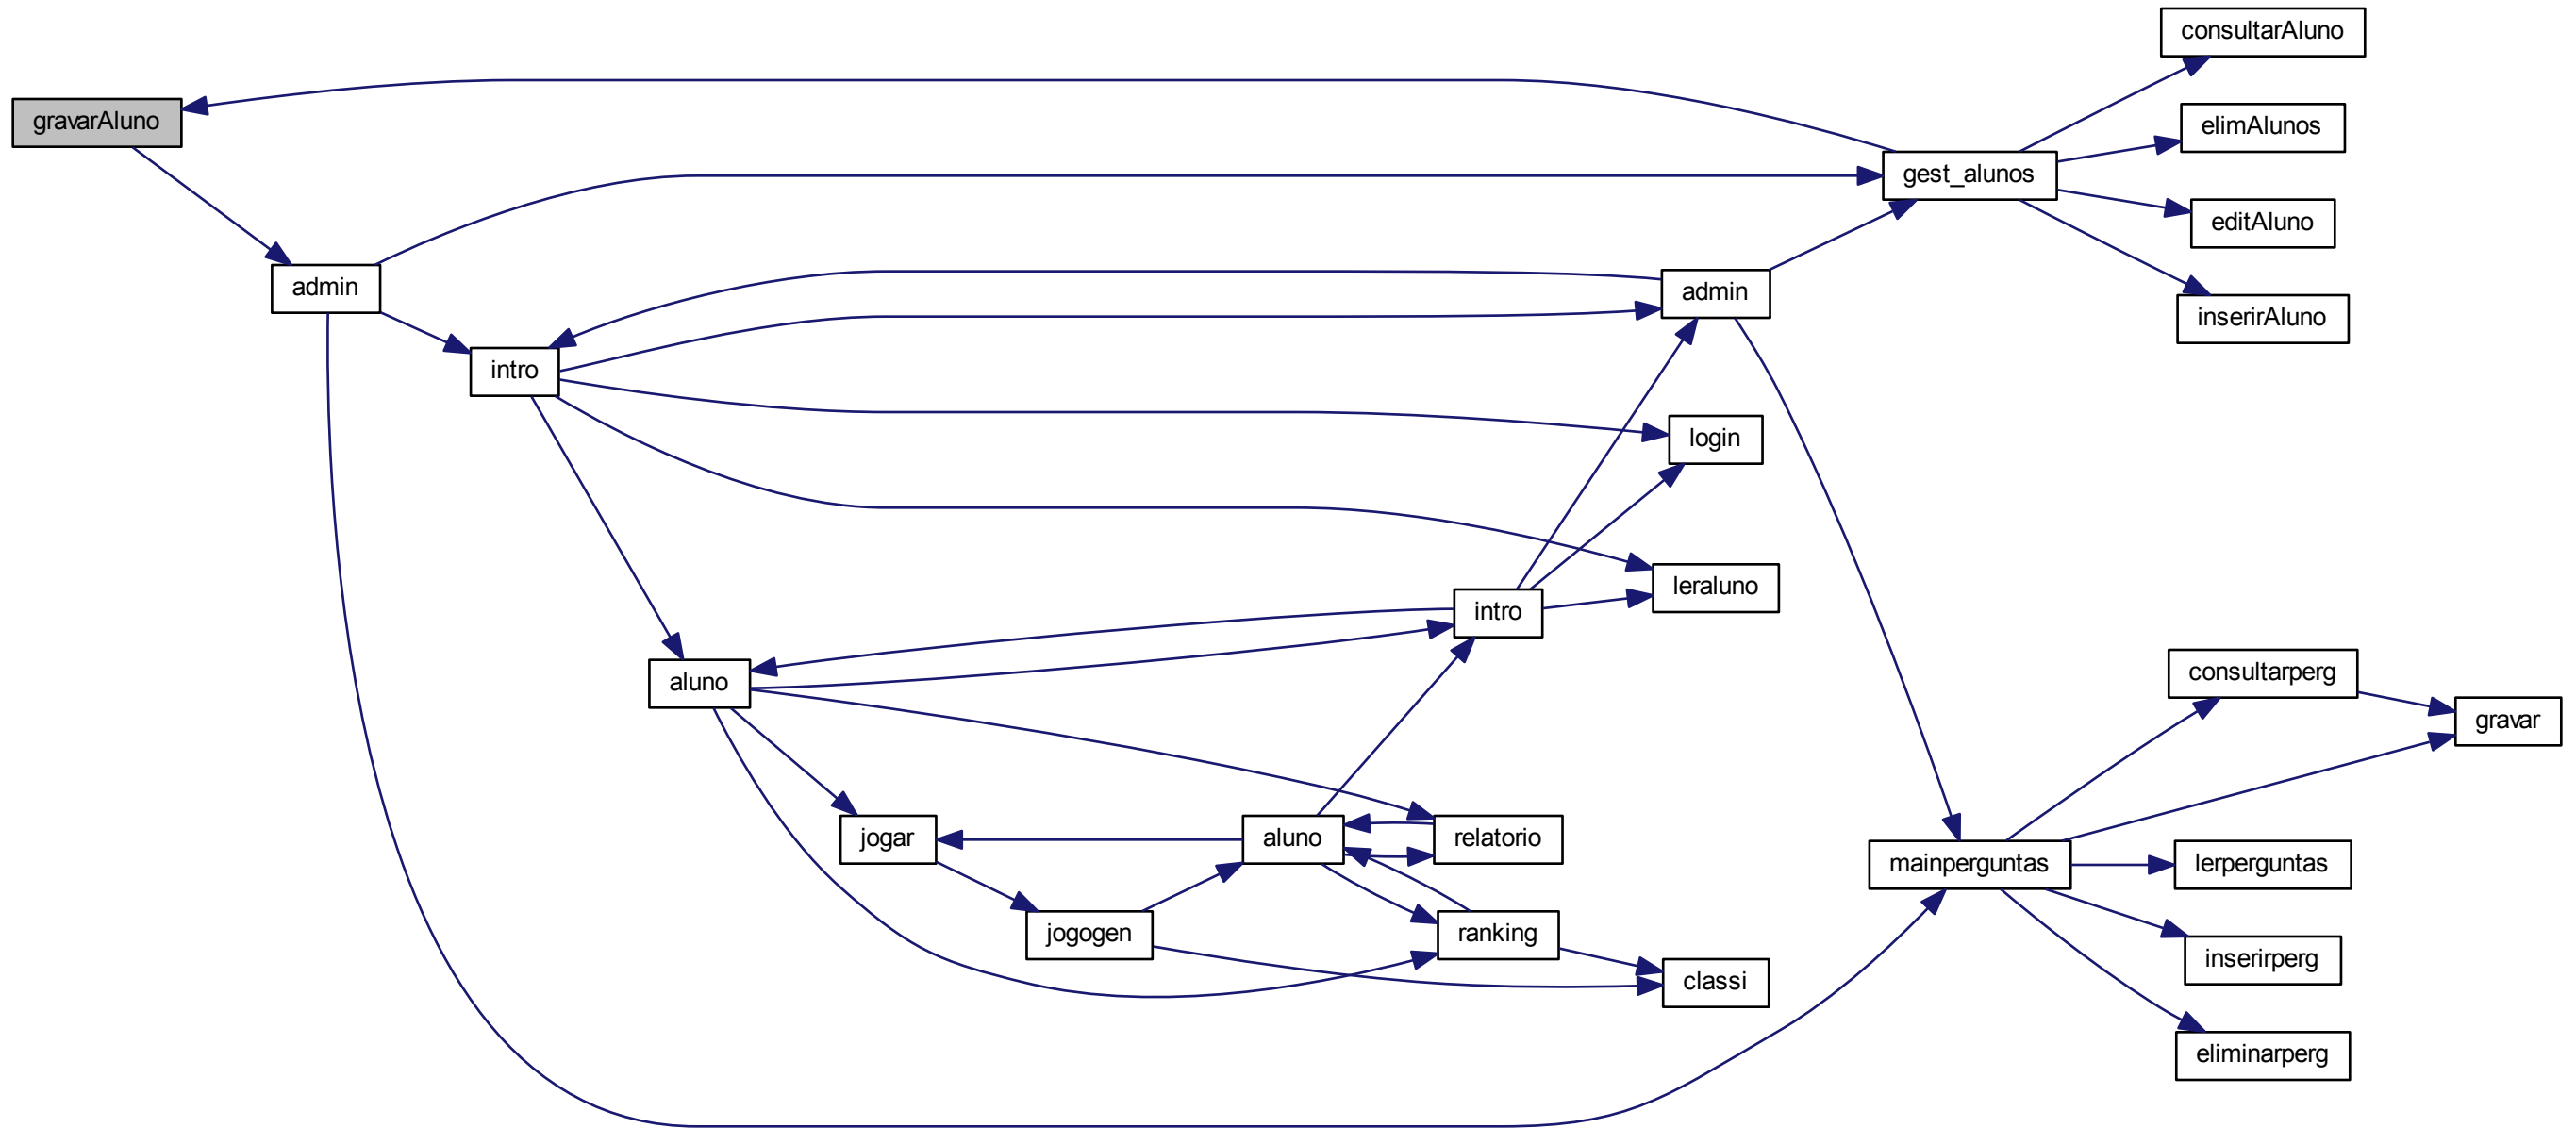 consultarAluno
gravarAluno
elimAlunos
gest_alunos
editAluno
admin
admin
inserirAluno
intro
login
leraluno
intro
aluno
consultarperg
gravar
jogar
aluno
relatorio
mainperguntas
lerperguntas
jogogen
ranking
inserirperg
classi
eliminarperg